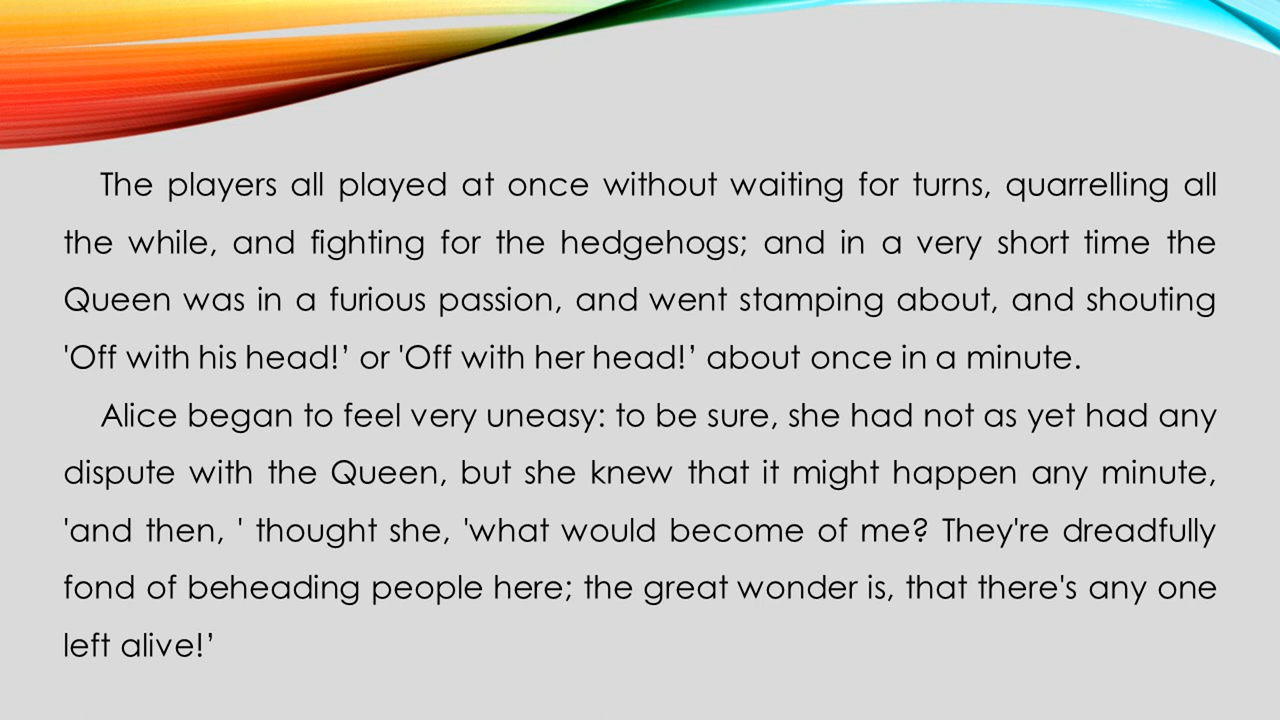 The players all played at once without waiting for turns, quarrelling all
the while, and fighting for the hedgehogs; and in a very short time the
Queen was in a furious passion, and went stamping about, and shouting
'Off with his head!’ or 'Off with her head!’ about once in a minute.
Alice began to feel very uneasy: to be sure, she had not as yet had any
dispute with the Queen, but she knew that it might happen any minute,
'and then, ' thought she, 'what would become of me? They're dreadfully
fond of beheading people here; the great wonder is, that there's any one
left alive!’